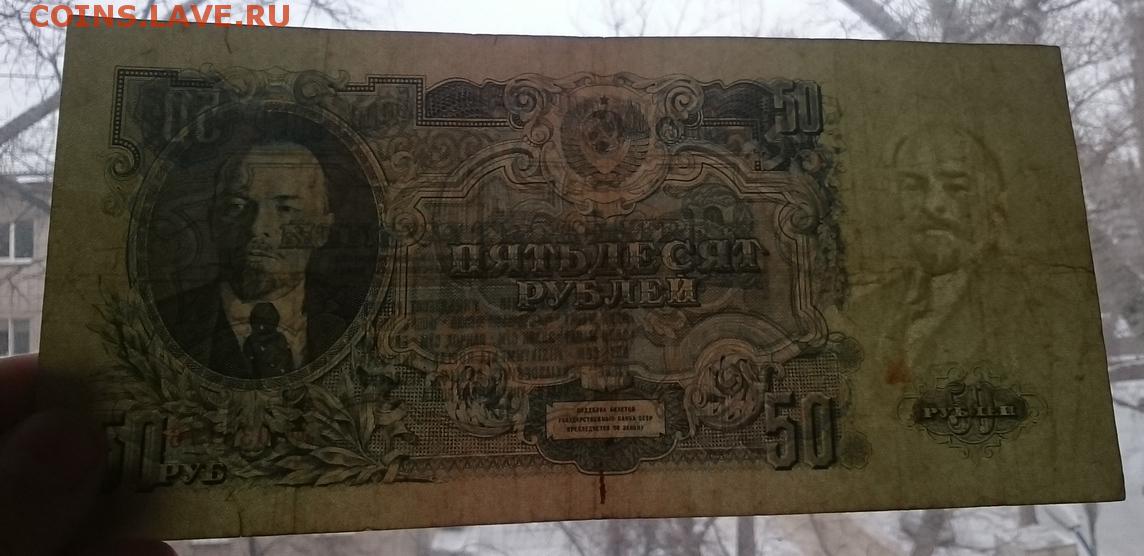 COINS.LAVE.RU
50
50
ПЯТЬДЕСЯТ
РУБЛЕЙ
ПОДДЕЛКА БИЛЕТОВ
ГОСУДАРСТВЕННОГО БАНКА СССР
ПРЕСЛЕДУЕТСЯ ПО ЗАКОНУ
50 РУБ
50
50
РУБЛЕЙ